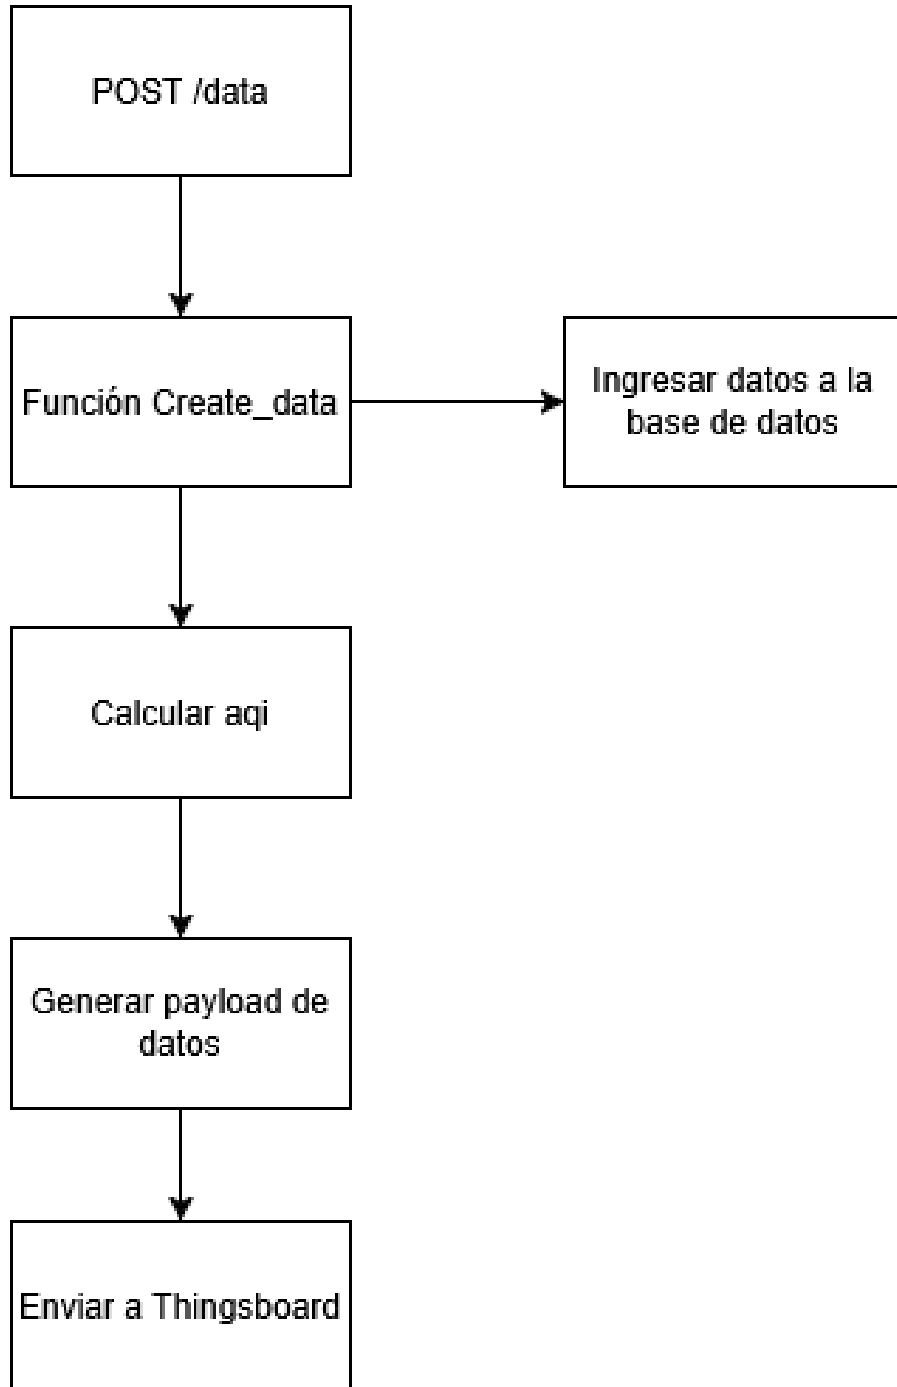 POST /data
Función Create_data
Ingresar datos a la
base de datos
Calcular aqi
Generar payload de
datos
Enviar a Thingsboard